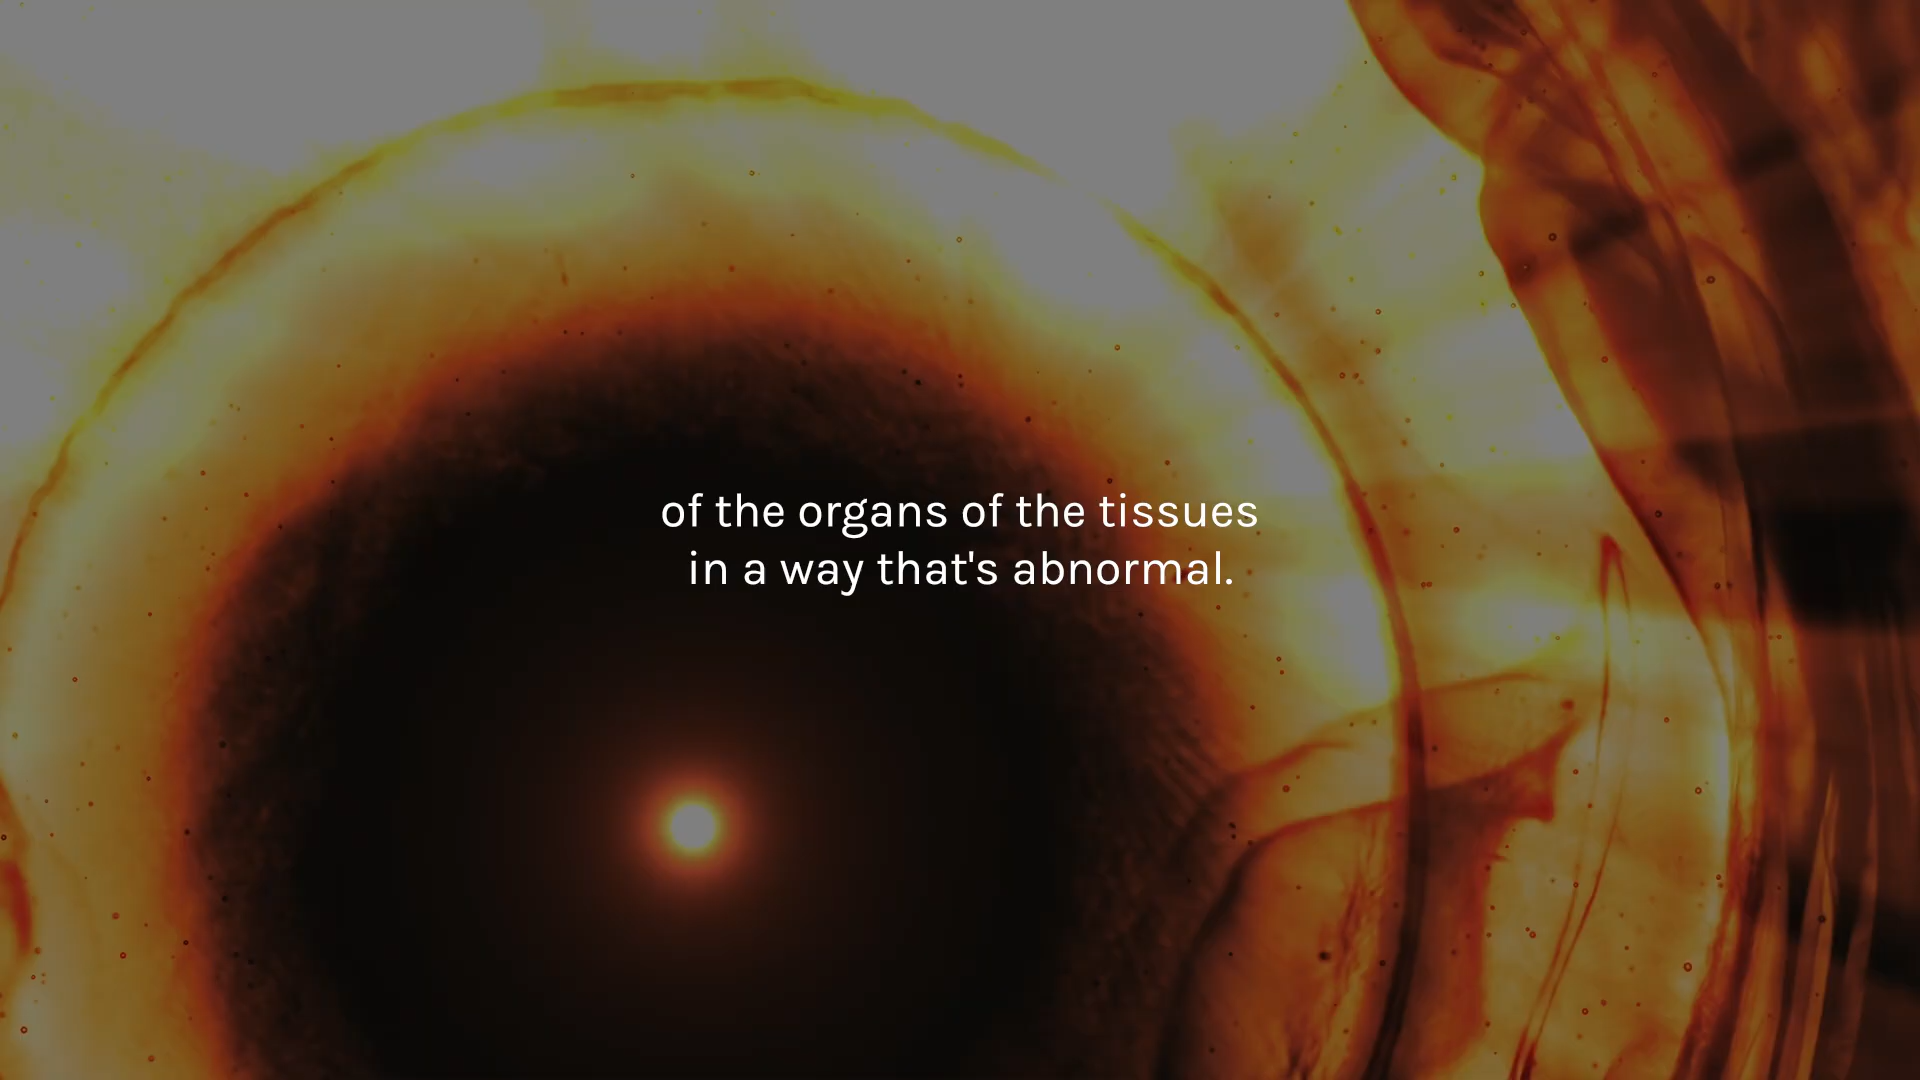 of the organs of the tissues
in a way that's abnormal.